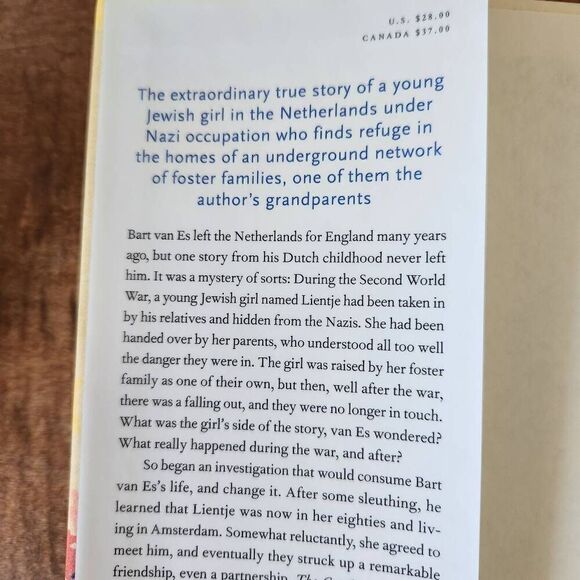 U.S. $28.00
CANADA $37.00
The extraordinary true story of a young
Jewish girl in the Netherlands under
Nazi occupation who finds refuge in
the homes of an underground network
of foster families, one of them the
author's grandparents
Bart van Es left the Netherlands for England many years
ago, but one story from his Dutch childhood never left
him. It was a mystery of sorts: During the Second World
War, a young Jewish girl named Lientje had been taken in
by his relatives and hidden from the Nazis. She had been
handed over by her parents, who understood all too well
the danger they were in. The girl was raised by her foster
family as one of their own, but then, well after the war,
there was a falling out, and they were no longer in touch.
What was the girl's side of the story, van Es wondered?
What really happened during the war, and after?
So began an investigation that would consume Bart
van Es's life, and change it. After some sleuthing, he
learned that Lientje was now in her eighties and liv-
ing in Amsterdam. Somewhat reluctantly, she agreed to
meet him, and eventually they struck up a remarkable
friendship, even a partnership. The